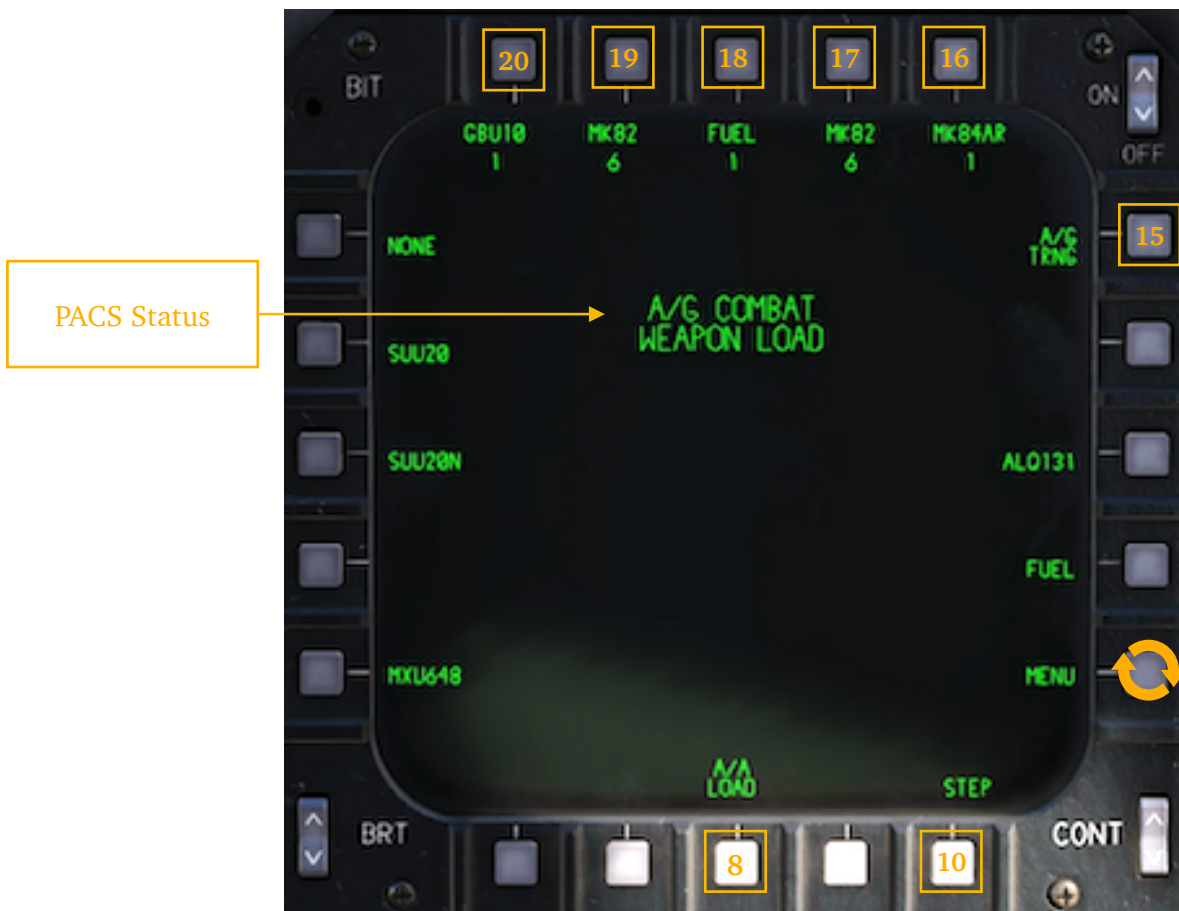 20 19 18 17 16
BIT
ON
OFF
GBU10 MK82 FUEL MK82 MK84AR
1 6 1 6 1
NONE
A/G
TRNG
15
PACS Status
A/G COMBAT
WEAPON LOAD
SUU20
SUU20N
ALQ131
FUEL
MXU648
MENU
A/A
LOAD
STEP
BRT
CONT
8 10